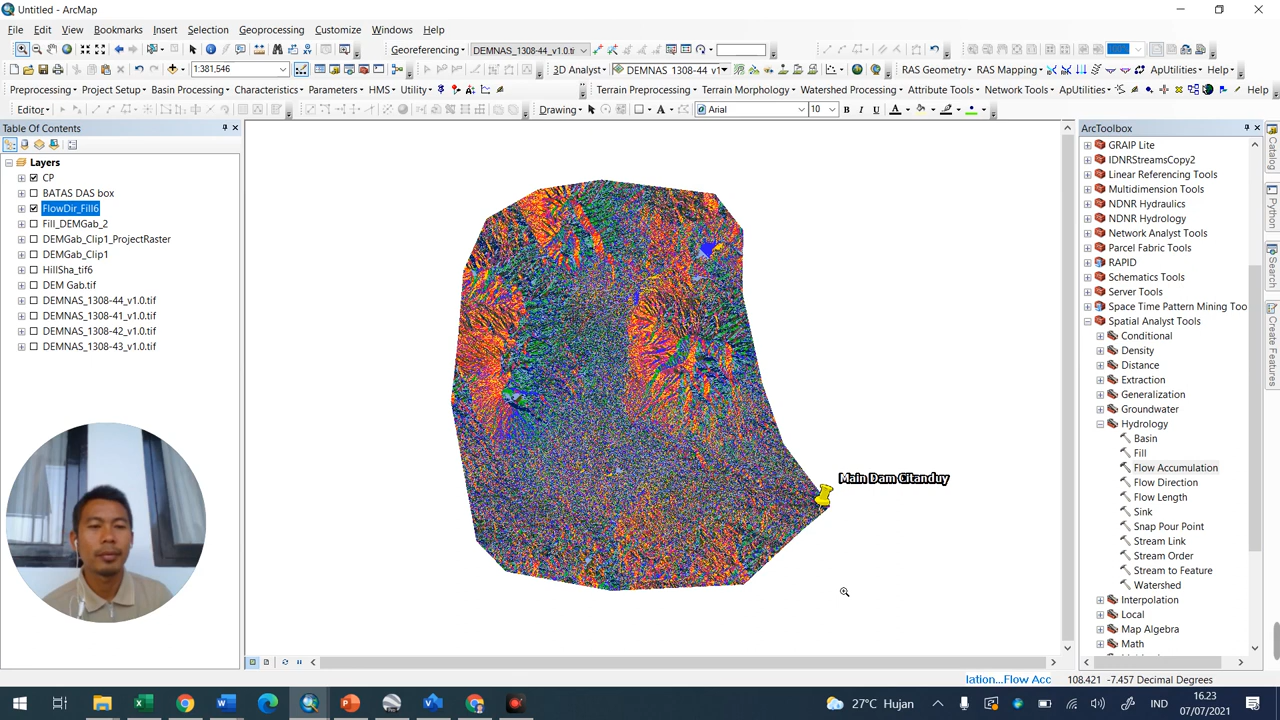 Untitled - ArcMap
File Edit View Bookmarks Insert Selection Geoprocessing Customize Windows Help
Georeferencing DEMNAS_1308-44_v1.0.ti
1:381,546 3D Analyst DEMNAS_1308-44_v1 RAS Geometry RAS Mapping ApUtilities Help
Preprocessing Project Setup Basin Processing Characteristics Parameters HMS Utility Terrain Preprocessing Terrain Morphology Watershed Processing Attribute Tools Network Tools ApUtilities Help
Editor Drawing Arial 10 B I U A
Table Of Contents
Layers
CP
BATAS DAS box
FlowDir_Fill6
Fill_DEMGab_2
DEMGab_Clip1_ProjectRaster
DEMGab_Clip1
HillSha_tif6
DEM Gab.tif
DEMNAS_1308-44_v1.0.tif
DEMNAS_1308-41_v1.0.tif
DEMNAS_1308-42_v1.0.tif
DEMNAS_1308-43_v1.0.tif
Main Dam Citanduy
ArcToolbox
GRAIP Lite
IDNRStreamsCopy2
Linear Referencing Tools
Multidimension Tools
NDNR Hydraulics
NDNR Hydrology
Network Analyst Tools
Parcel Fabric Tools
RAPID
Schematics Tools
Server Tools
Space Time Pattern Mining Too
Spatial Analyst Tools
Conditional
Density
Distance
Extraction
Generalization
Groundwater
Hydrology
Basin
Fill
Flow Accumulation
Flow Direction
Flow Length
Sink
Snap Pour Point
Stream Link
Stream Order
Stream to Feature
Watershed
Interpolation
Local
Map Algebra
Math
Catalog
Python
Search
Create Features
lation...Flow Acc 108.421 -7.457 Decimal Degrees
27°C Hujan IND 16.23
07/07/2021